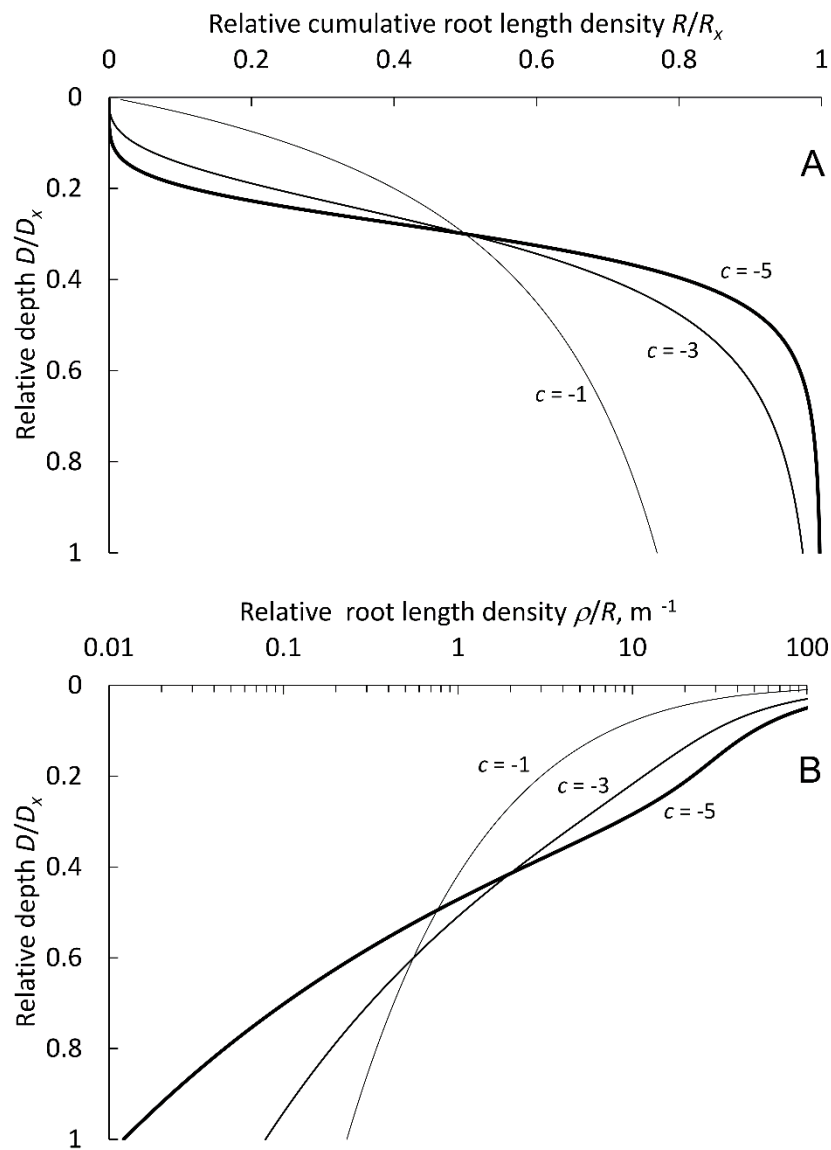 Relative cumulative root length density R/Rₓ
0 0.2 0.4 0.6 0.8 1
0
A
0.2
Relative depth D/Dₓ
c = -5
0.4
c = -3
0.6
c = -1
0.8
1
Relative root length density ρ/R, m ⁻¹
0.01 0.1 1 10 100
0
c = -1
B
0.2
c = -3
c = -5
Relative depth D/Dₓ
0.4
0.6
0.8
1